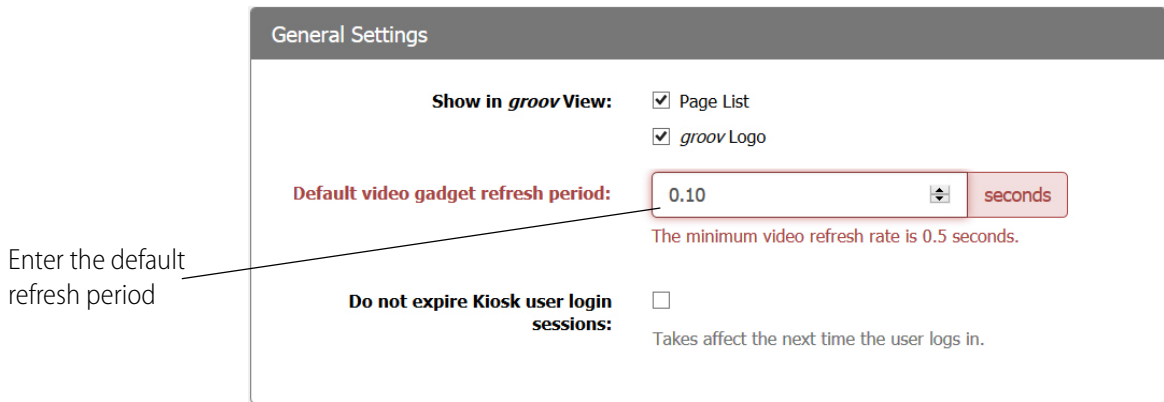 General Settings
Show in groov View:
Page List
groov Logo
Default video gadget refresh period:
0.10
seconds
The minimum video refresh rate is 0.5 seconds.
Enter the default
refresh period
Do not expire Kiosk user login
sessions:
Takes affect the next time the user logs in.